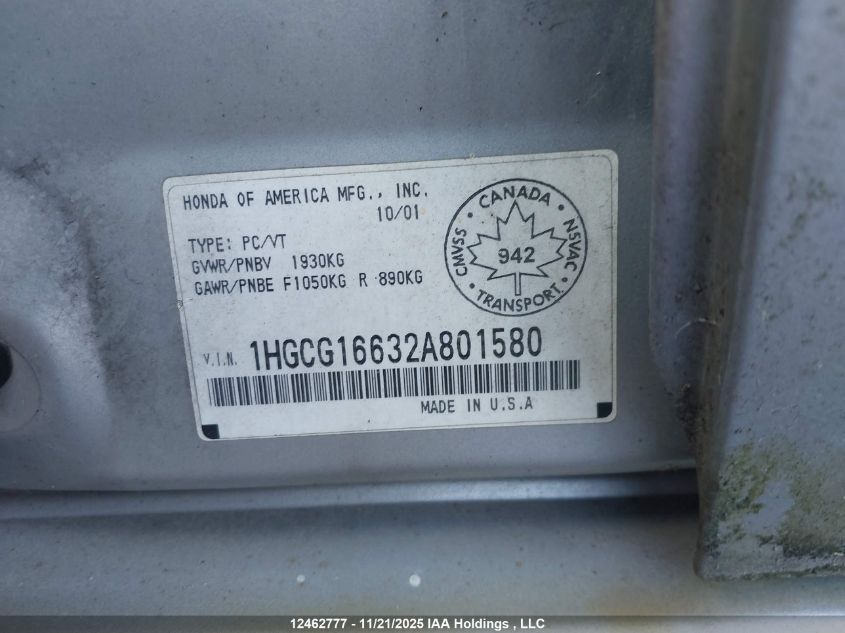 HONDA OF AMERICA MFG., INC.
10/01
TYPE: PC/VT
GVWR/PNBV 1930KG
GAWR/PNBE F1050KG R 890KG
• CANADA •
CMVSS
NSVAC
942
• TRANSPORT •
V.I.N. 1HGCG16632A801580
MADE IN U.S.A
12462777 - 11/21/2025 IAA Holdings , LLC